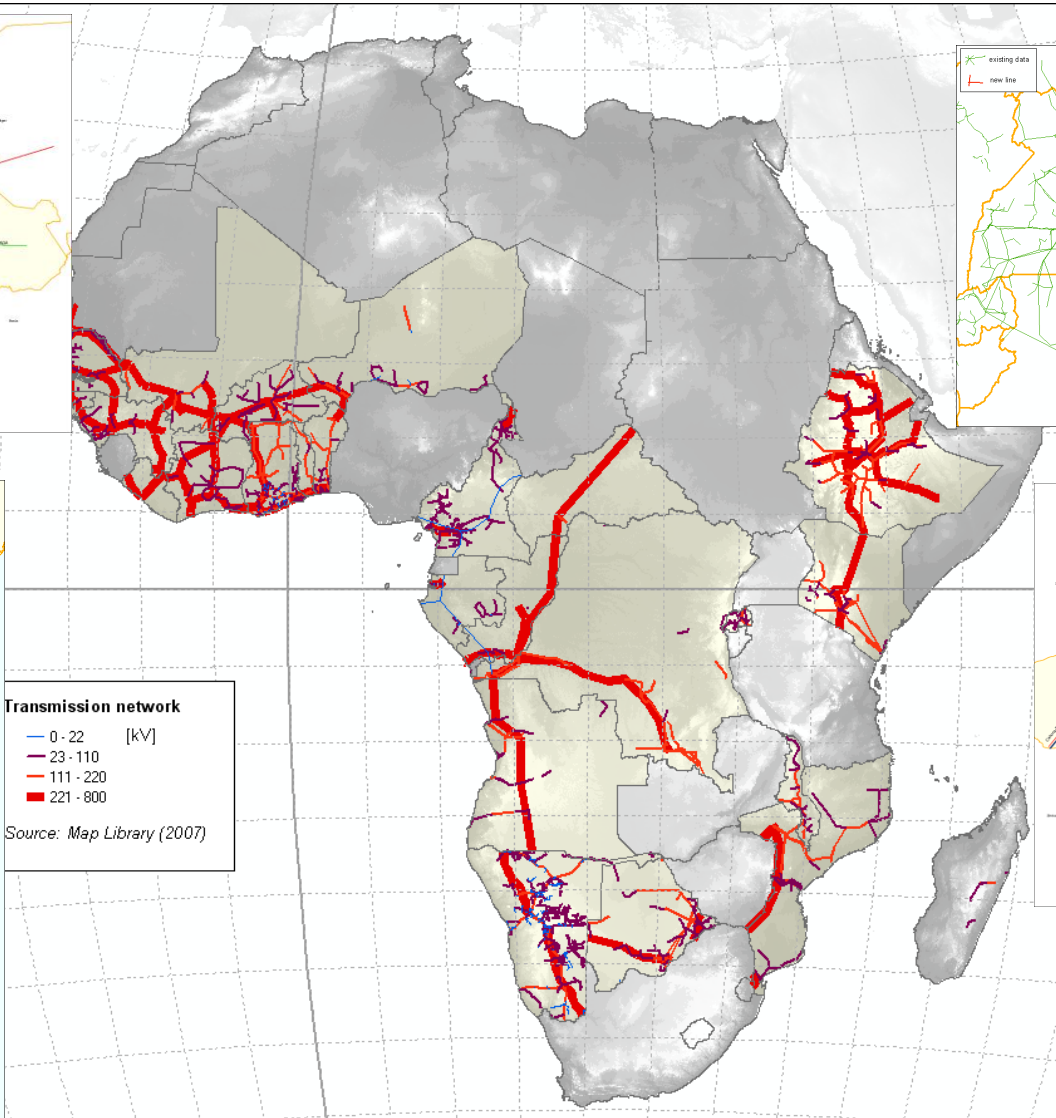 existing data
new line
Transmission network
0 - 22 [kV]
23 - 110
111 - 220
221 - 800
Source: Map Library (2007)